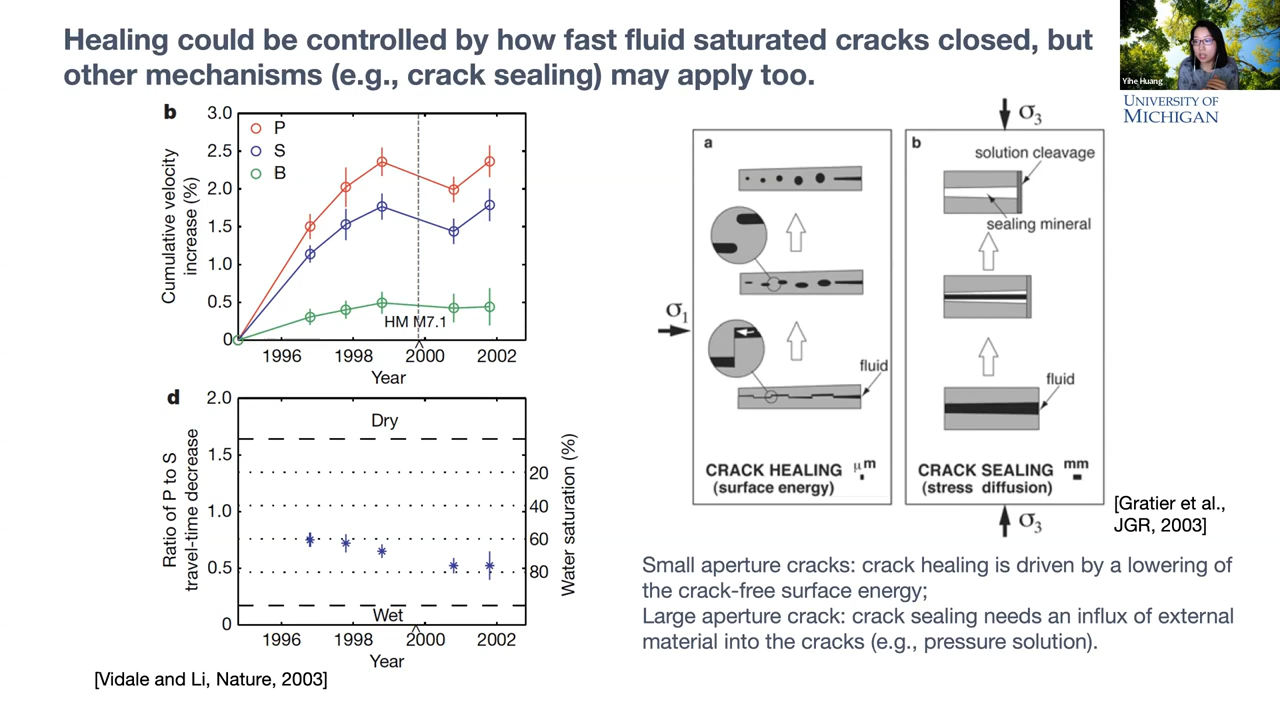 Healing could be controlled by how fast fluid saturated cracks closed, but
other mechanisms (e.g., crack sealing) may apply too.
Yihe Huang
UNIVERSITY OF
MICHIGAN
b
P
S
B
Cumulative velocity
increase (%)
3.0
2.5
2.0
1.5
1.0
0.5
0
HM M7.1
1996
1998
2000
2002
Year
d
Ratio of P to S
travel-time decrease
2.0
1.5
1.0
0.5
0
Dry
Wet
20
40
60
80
Water saturation (%)
1996
1998
2000
2002
Year
[Vidale and Li, Nature, 2003]
σ1
a
fluid
CRACK HEALING μm
(surface energy)
σ3
b
solution cleavage
sealing mineral
fluid
CRACK SEALING mm
(stress diffusion)
σ3
[Gratier et al.,
JGR, 2003]
Small aperture cracks: crack healing is driven by a lowering of
the crack-free surface energy;
Large aperture crack: crack sealing needs an influx of external
material into the cracks (e.g., pressure solution).